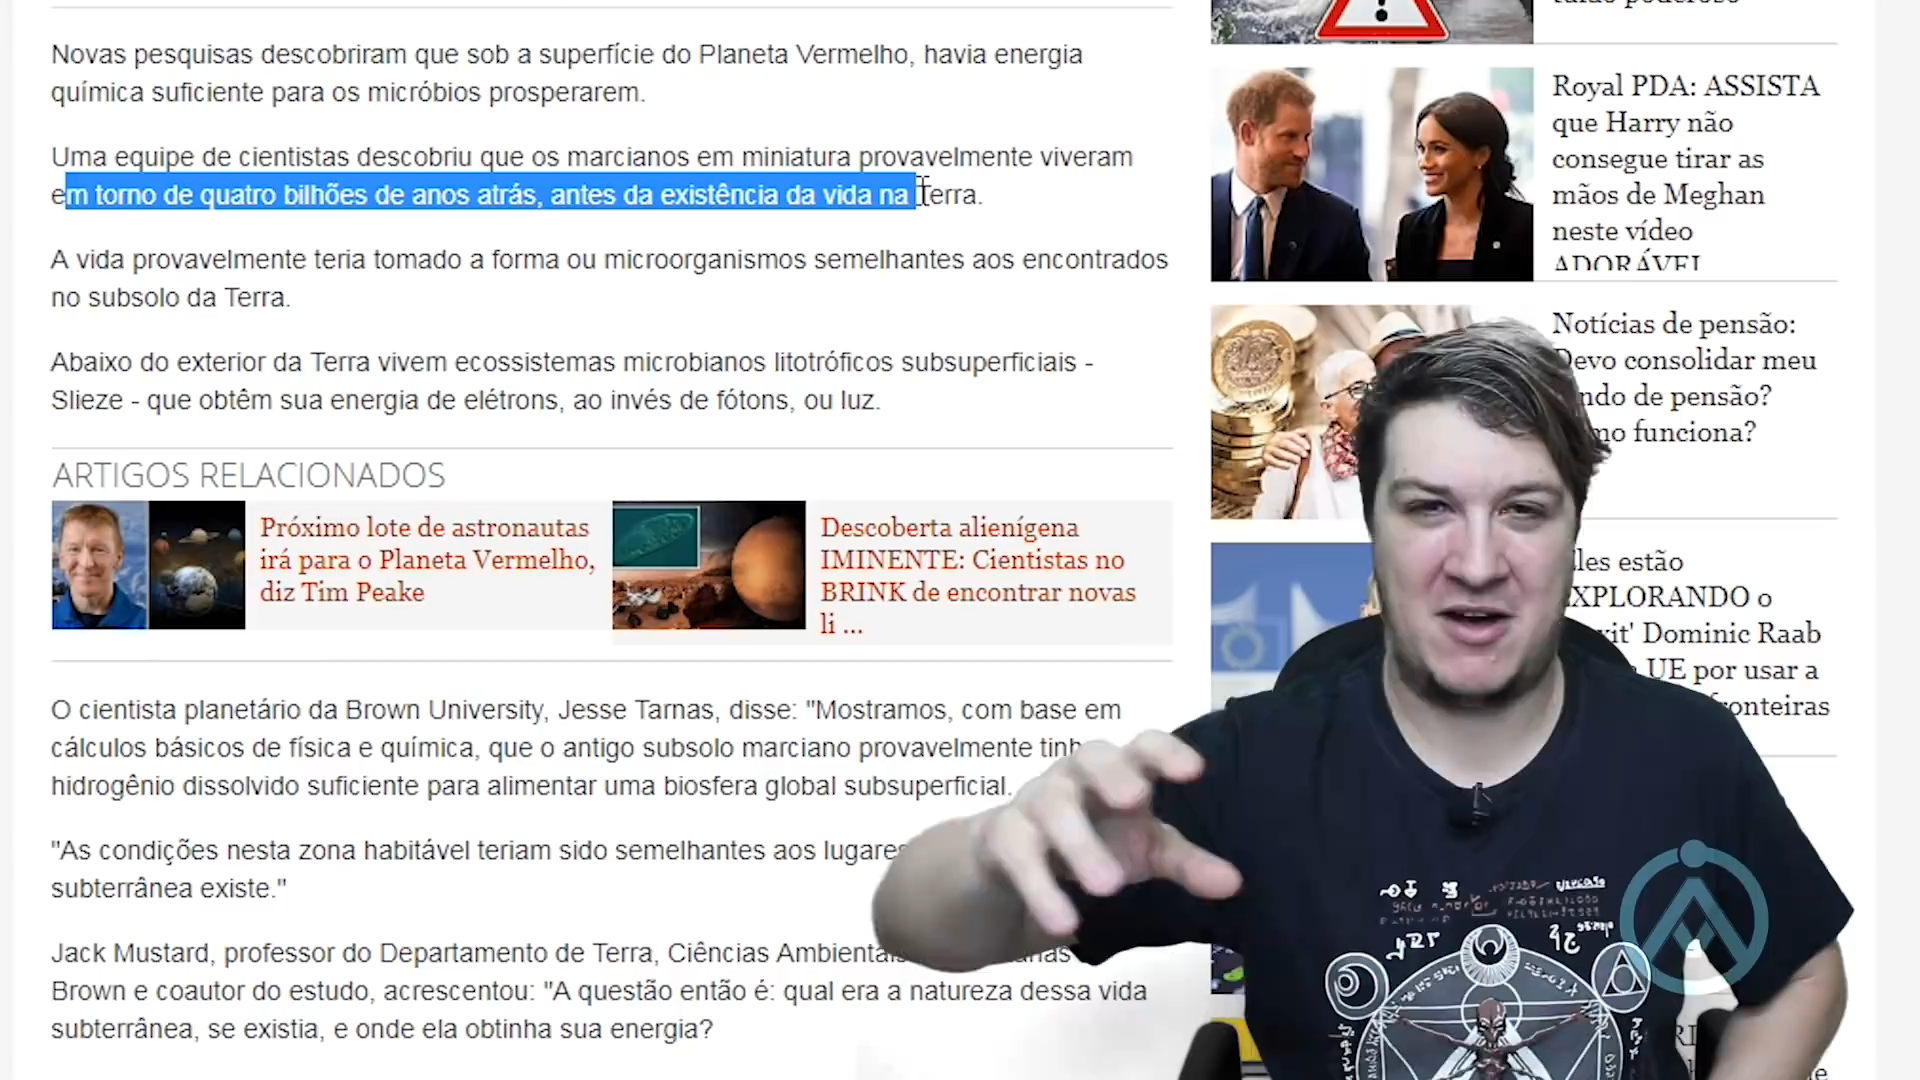 Novas pesquisas descobriram que sob a superfície do Planeta Vermelho, havia energia
química suficiente para os micróbios prosperarem.
Uma equipe de cientistas descobriu que os marcianos em miniatura provavelmente viveram
em torno de quatro bilhões de anos atrás, antes da existência da vida na Terra.
A vida provavelmente teria tomado a forma ou microorganismos semelhantes aos encontrados
no subsolo da Terra.
Abaixo do exterior da Terra vivem ecossistemas microbianos litotróficos subsuperficiais -
Slieze - que obtêm sua energia de elétrons, ao invés de fótons, ou luz.
ARTIGOS RELACIONADOS
Próximo lote de astronautas
irá para o Planeta Vermelho,
diz Tim Peake
Descoberta alienígena
IMINENTE: Cientistas no
BRINK de encontrar novas
li ...
O cientista planetário da Brown University, Jesse Tarnas, disse: "Mostramos, com base em
cálculos básicos de física e química, que o antigo subsolo marciano provavelmente
hidrogênio dissolvido suficiente para alimentar uma biosfera global subsuperficial.
"As condições nesta zona habitável teriam sido semelhantes aos
subterrânea existe."
Jack Mustard, professor do Departamento de Terra, Ciências
Brown e coautor do estudo, acrescentou: "A questão então é: qual era a natureza dessa vida
subterrânea, se existia, e onde ela obtinha sua energia?
Royal PDA: ASSISTA
que Harry não
consegue tirar as
mãos de Meghan
neste vídeo
ADORÁVEL
Notícias de pensão:
Devo consolidar meu
de pensão?
funciona?
Eles estão
EXPLORANDO o
Dominic Raab
UE por usar a